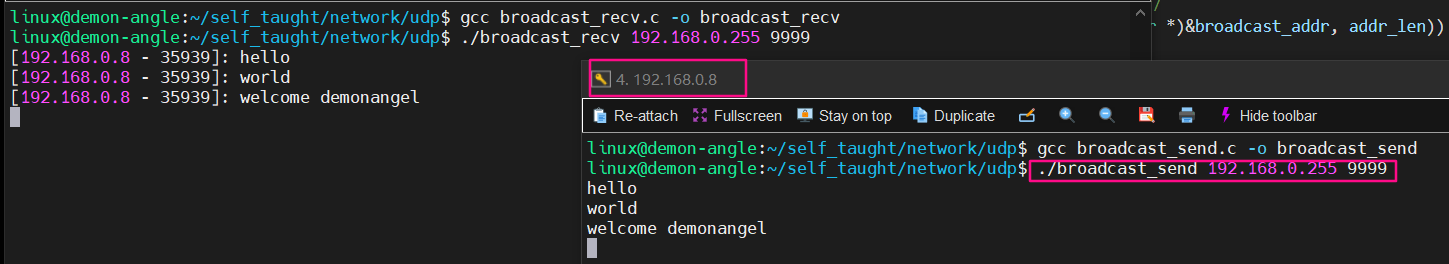 linux@demon-angle:~/self_taught/network/udp$ gcc broadcast_recv.c -o broadcast_recv
linux@demon-angle:~/self_taught/network/udp$ ./broadcast_recv 192.168.0.255 9999
[192.168.0.8 - 35939]: hello
[192.168.0.8 - 35939]: world
[192.168.0.8 - 35939]: welcome demonangel
/
r *)&broadcast_addr, addr_len))
4. 192.168.0.8
Re-attach Fullscreen Stay on top Duplicate Hide toolbar
linux@demon-angle:~/self_taught/network/udp$ gcc broadcast_send.c -o broadcast_send
linux@demon-angle:~/self_taught/network/udp$ ./broadcast_send 192.168.0.255 9999
hello
world
welcome demonangel